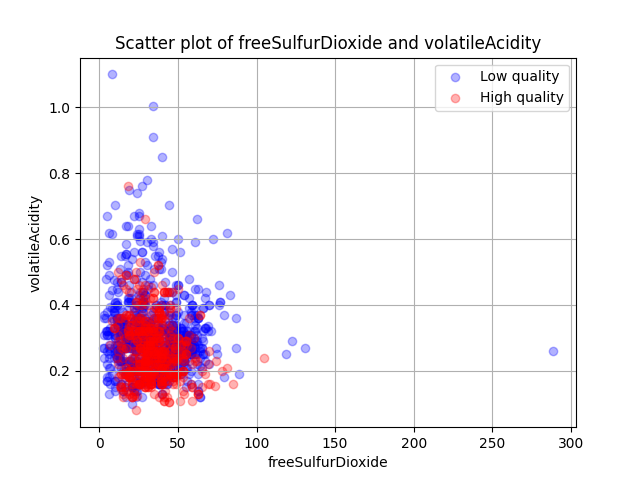 Scatter plot of freeSulfurDioxide and volatileAcidity
Low quality
High quality
1.0
0.8
0.6
0.4
0.2
volatileAcidity
0
50
100
150
200
250
300
freeSulfurDioxide